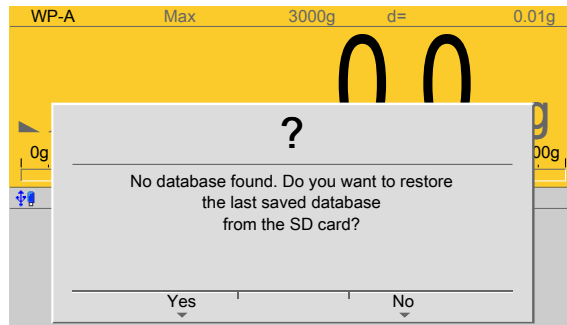 WP-A Max 3000g d= 0.01g
0.0
g
0g 00g
?
No database found. Do you want to restore
the last saved database
from the SD card?
Yes No